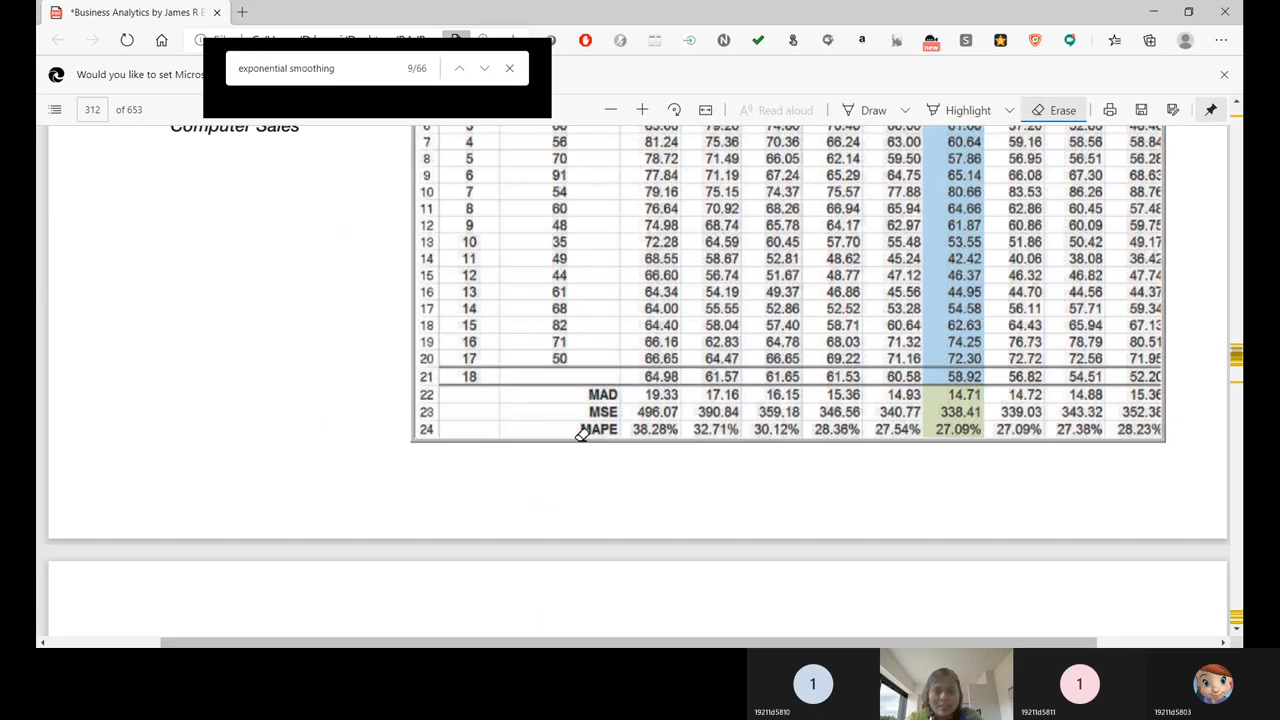 *Business Analytics by James R E
exponential smoothing 9/66
new
Would you like to set Micros
312 of 653 Read aloud Draw Highlight Erase
Computer Sales
7 4 56 81.24 75.36 70.36 66.24 63.00 60.64 59.16 58.56 58.84
8 5 70 78.72 71.49 66.05 62.14 59.50 57.86 56.95 56.51 56.28
9 6 91 77.84 71.19 67.24 65.29 64.75 65.14 66.08 67.30 68.63
10 7 54 79.16 75.15 74.37 75.57 77.88 80.66 83.53 86.26 88.76
11 8 60 76.64 70.92 68.26 66.94 65.94 64.66 62.86 60.45 57.48
12 9 48 74.98 68.74 65.78 64.17 62.97 61.87 60.86 60.09 59.75
13 10 35 72.28 64.59 60.45 57.70 55.48 53.55 51.86 50.42 49.17
14 11 49 68.55 58.67 52.81 48.62 45.24 42.42 40.06 38.08 36.42
15 12 44 66.60 56.74 51.67 48.77 47.12 46.37 46.32 46.82 47.74
16 13 61 64.34 54.19 49.37 46.86 45.56 44.95 44.70 44.56 44.37
17 14 68 64.00 55.55 52.86 52.52 53.28 54.58 56.11 57.71 59.34
18 15 82 64.40 58.04 57.40 58.71 60.64 62.63 64.43 65.94 67.13
19 16 71 66.16 62.83 64.78 68.03 71.32 74.25 76.73 78.79 80.51
20 17 50 66.65 64.47 66.65 69.22 71.16 72.30 72.72 72.56 71.95
21 18 64.98 61.57 61.65 61.53 60.58 58.92 56.82 54.51 52.20
22 MAD 19.33 17.16 16.15 15.36 14.93 14.71 14.72 14.88 15.36
23 MSE 496.07 390.84 359.18 346.56 340.77 338.41 339.03 343.32 352.38
24 MAPE 38.28% 32.71% 30.12% 28.36% 27.54% 27.09% 27.09% 27.38% 28.23%
1 1
19211d5810 19211d5811 19211d5803